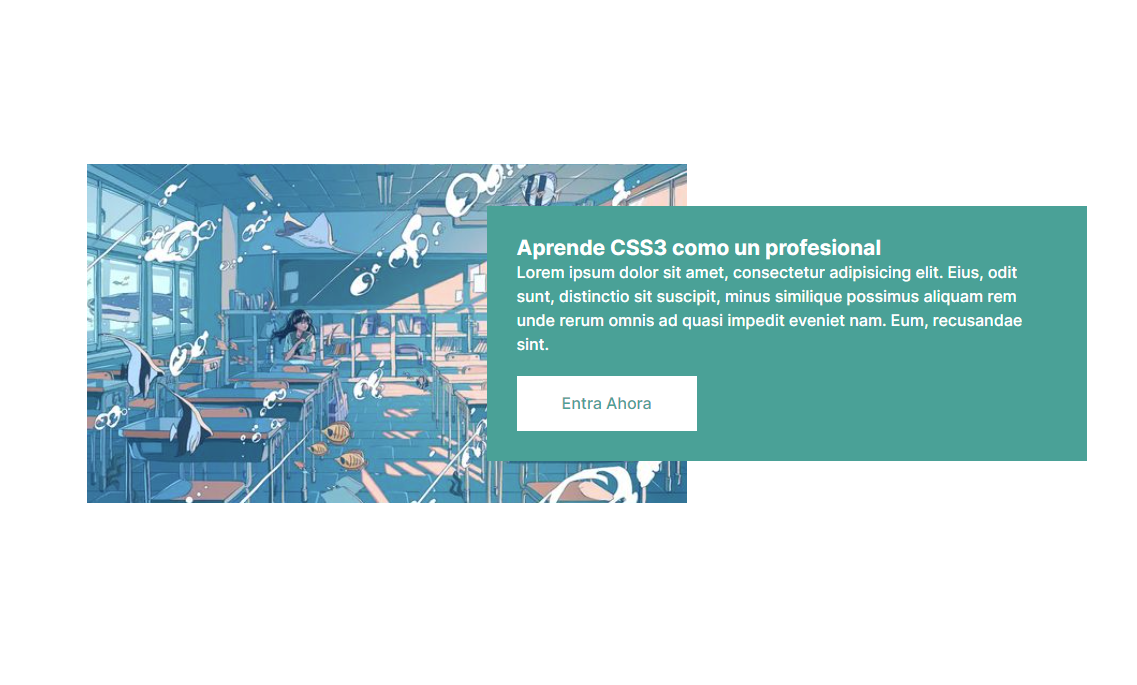 Aprende CSS3 como un profesional
Lorem ipsum dolor sit amet, consectetur adipisicing elit. Eius, odit
sunt, distinctio sit suscipit, minus similique possimus aliquam rem
unde rerum omnis ad quasi impedit eveniet nam. Eum, recusandae
sint.
Entra Ahora